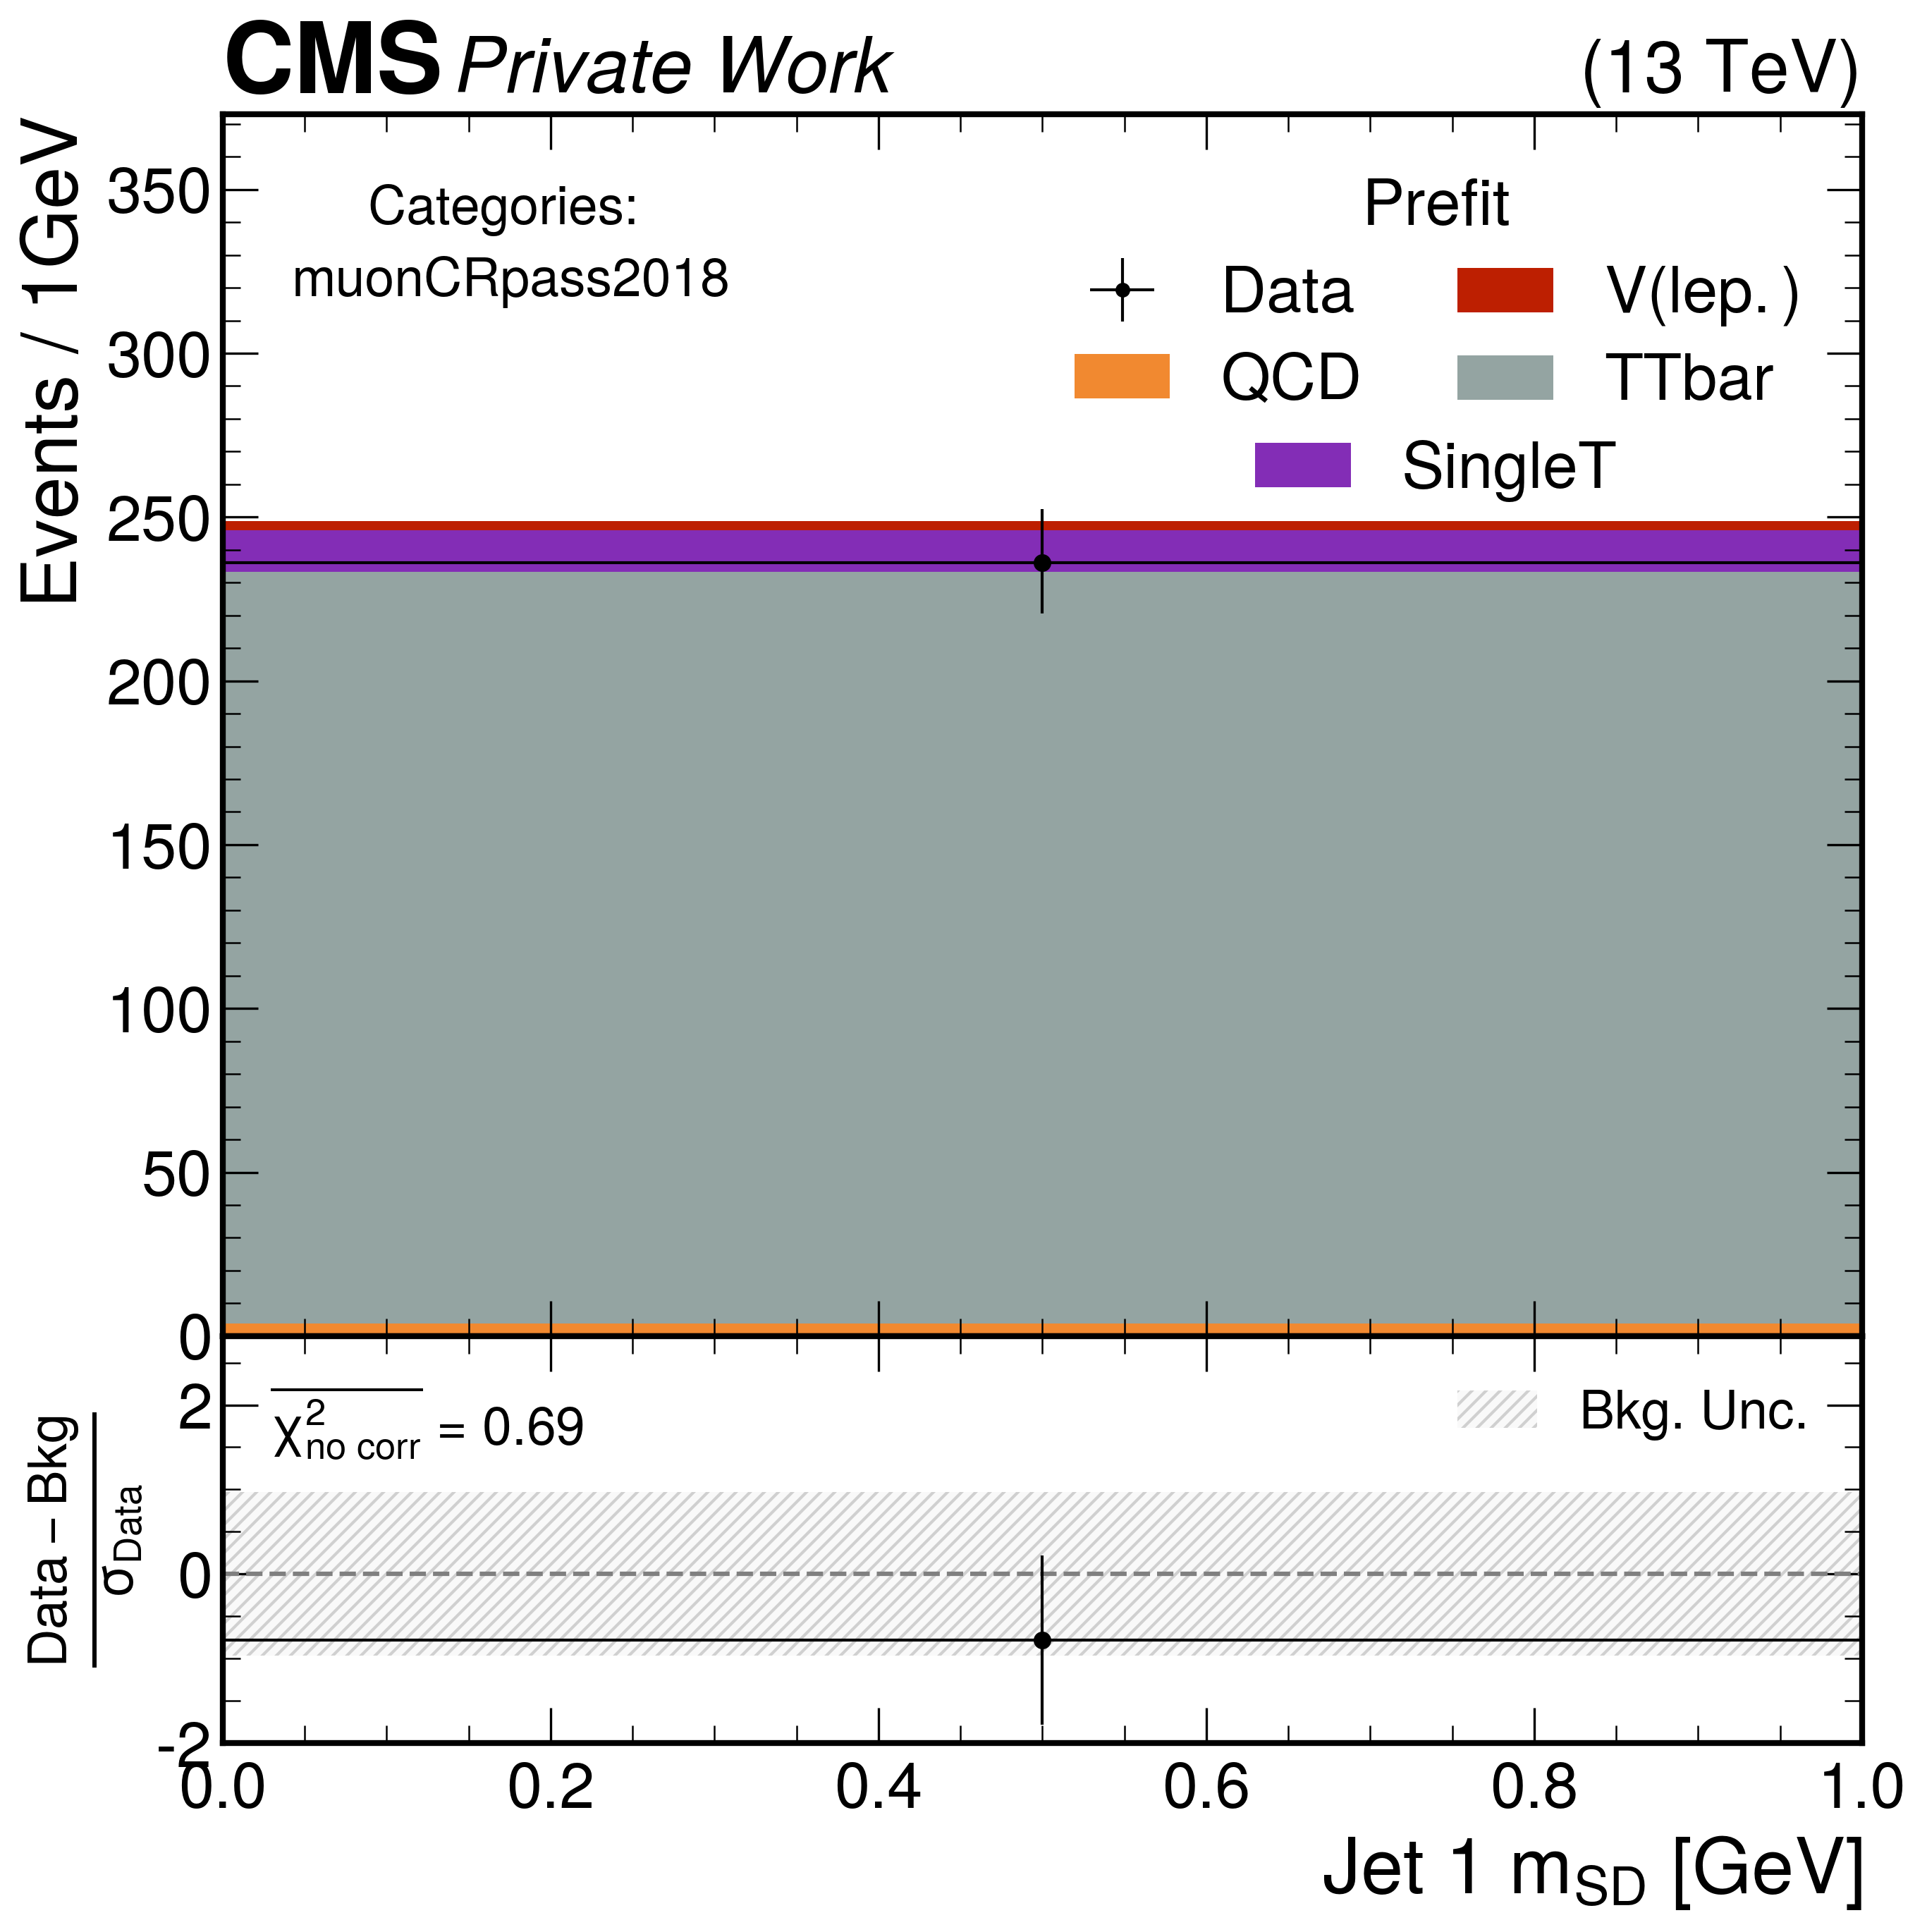 CMS Private Work (13 TeV)
Events / 1 GeV
350
300
250
200
150
100
50
0
Categories:
muonCRpass2018
Prefit
Data V(lep. )
QCD TTbar
SingleT
Data − Bkg
σData
2
0
-2
χ²no corr = 0.69
Bkg. Unc.
0.0 0.2 0.4 0.6 0.8 1.0
Jet 1 mSD [GeV]